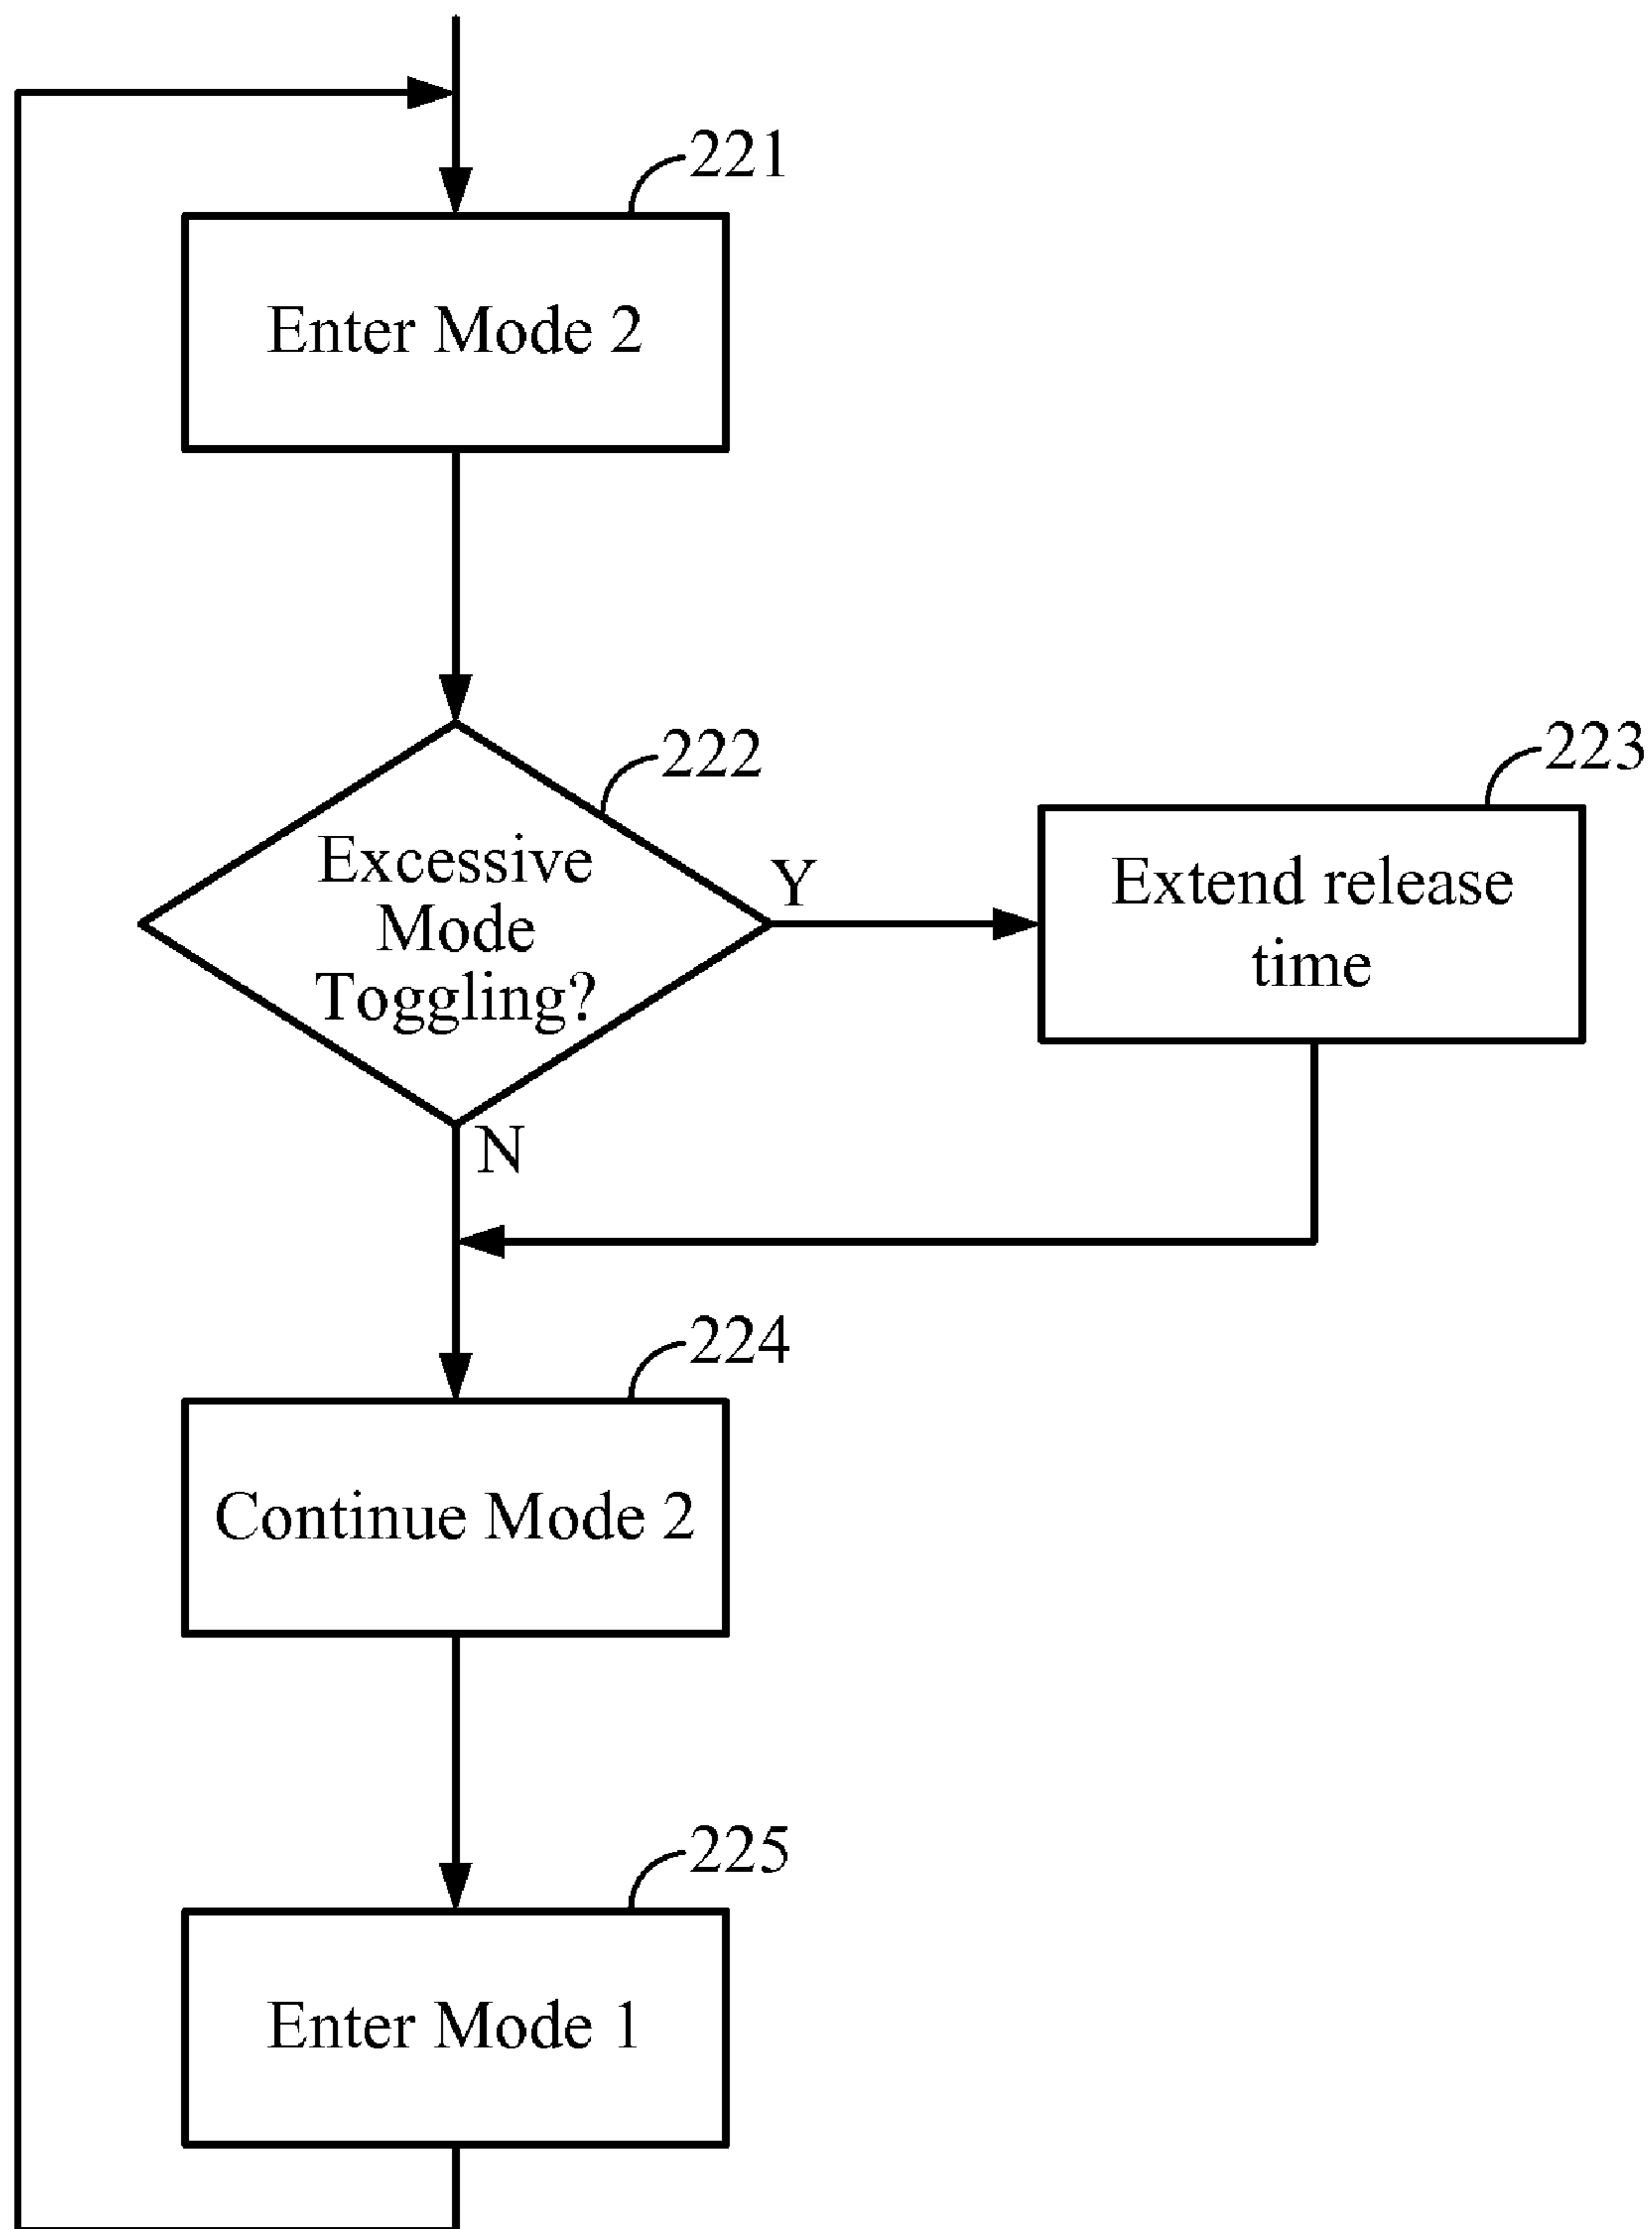 221
Enter Mode 2
222
Excessive
Mode
Toggling?
Y
223
Extend release
time
N
224
Continue Mode 2
225
Enter Mode 1